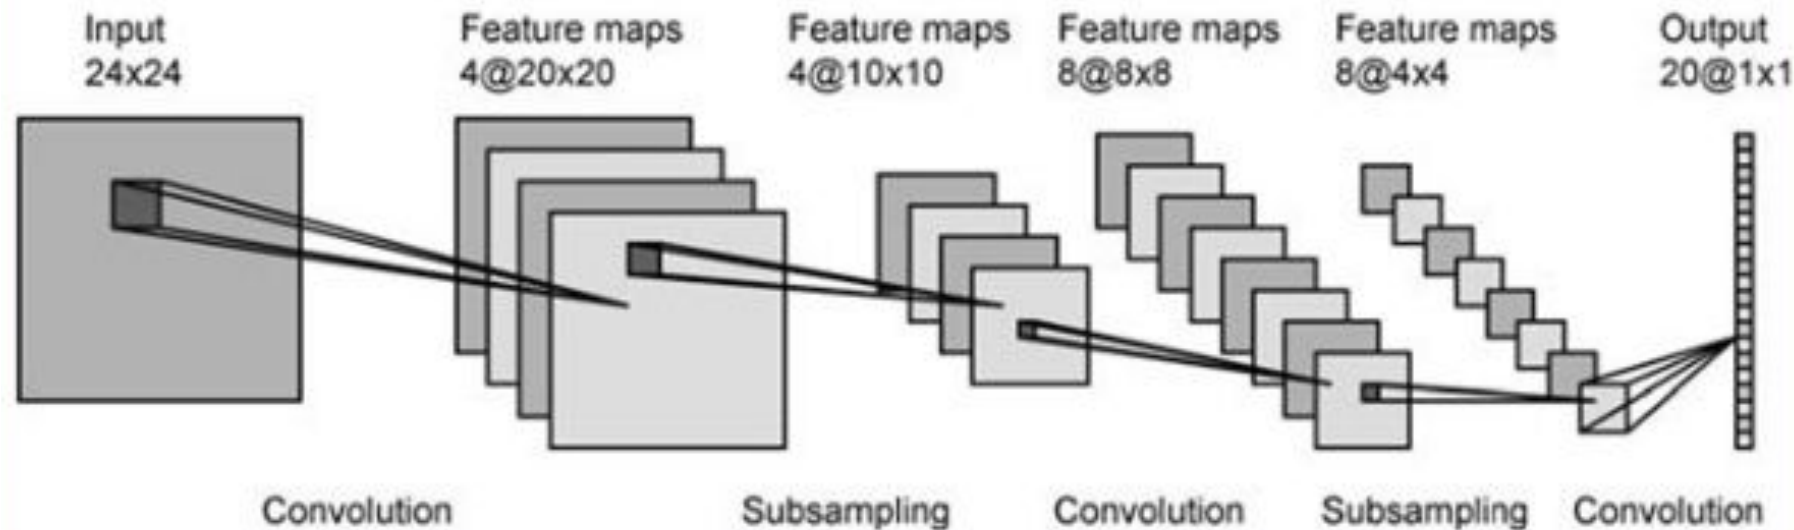 Input
24x24
Feature maps
4@20x20
Feature maps
4@10x10
Feature maps
8@8x8
Feature maps
8@4x4
Output
20@1x1
Convolution
Subsampling
Convolution
Subsampling
Convolution